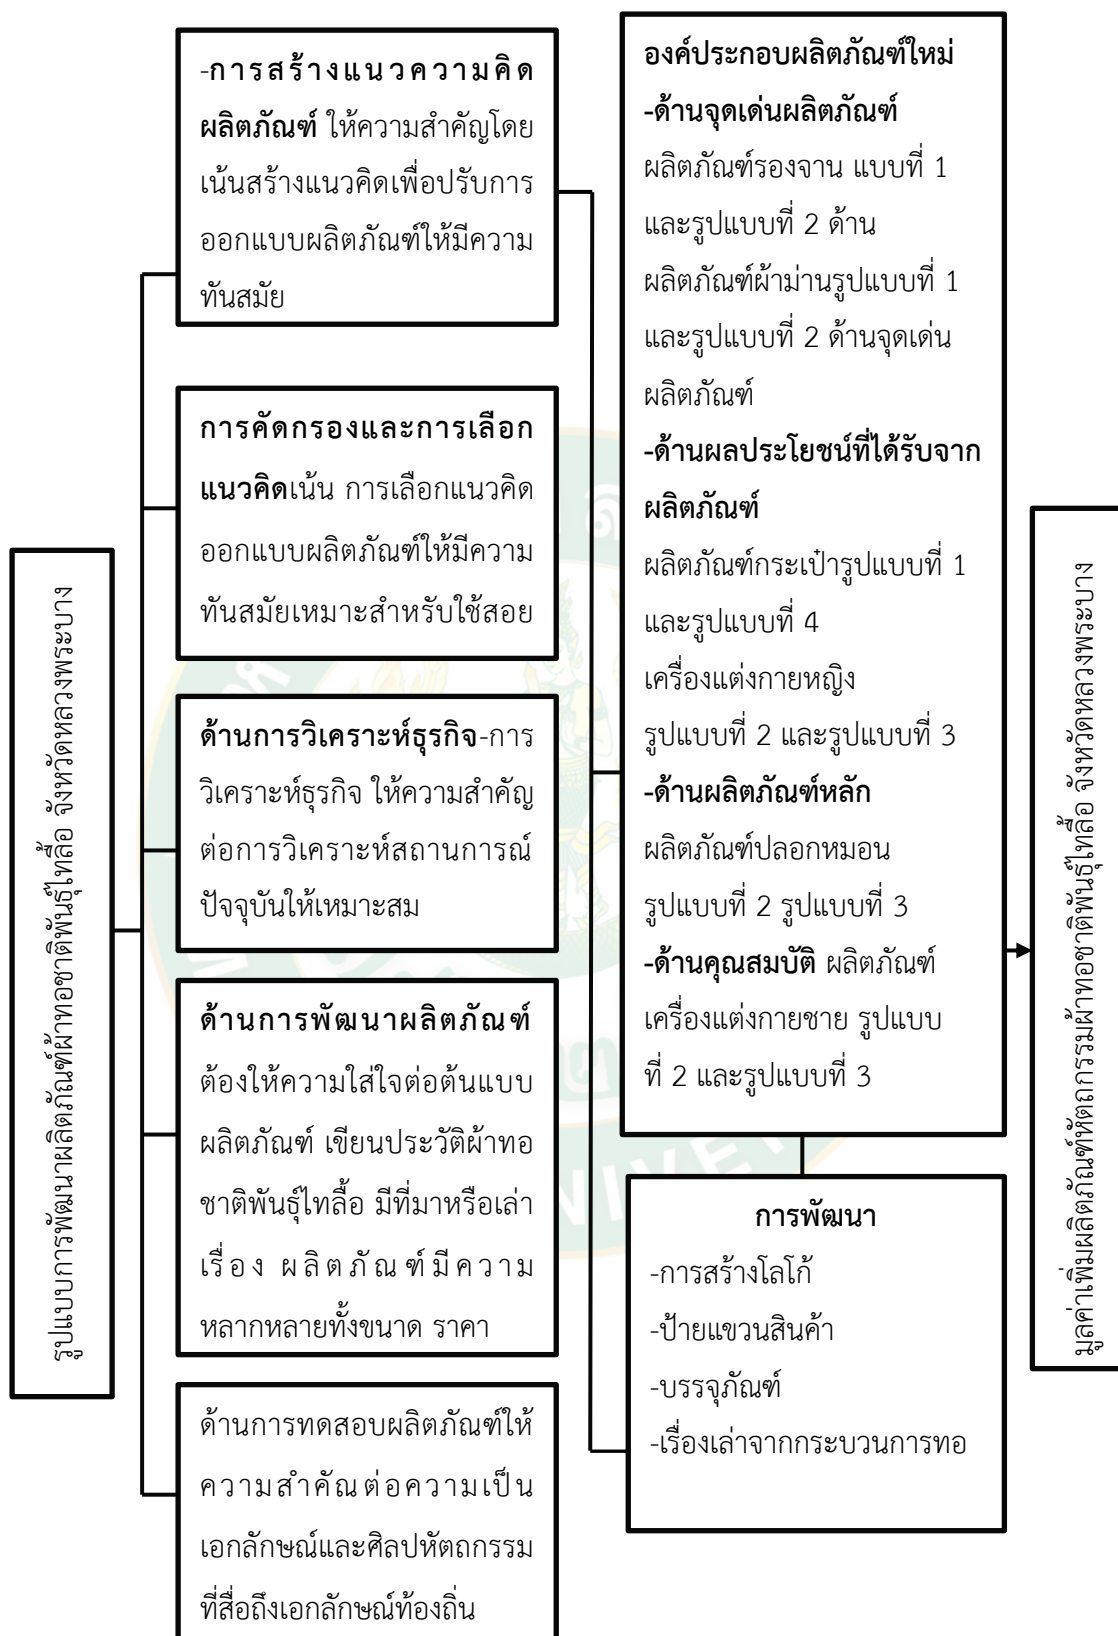 รูปแบบการพัฒนาผลิตภัณฑ์ผ้าทอชาติพันธุ์ไทลื้อ จังหวัดหลวงพระบาง
-การสร้างแนวความคิด
ผลิตภัณฑ์ ให้ความสำคัญโดย
เน้นสร้างแนวคิดเพื่อปรับการ
ออกแบบผลิตภัณฑ์ให้มีความ
ทันสมัย
การคัดกรองและการเลือก
แนวคิดเน้น การเลือกแนวคิด
ออกแบบผลิตภัณฑ์ให้มีความ
ทันสมัยเหมาะสำหรับใช้สอย
ด้านการวิเคราะห์ธุรกิจ-การ
วิเคราะห์ธุรกิจ ให้ความสำคัญ
ต่อการวิเคราะห์สถานการณ์
ปัจจุบันให้เหมาะสม
ด้านการพัฒนาผลิตภัณฑ์
ต้องให้ความใส่ใจต่อต้นแบบ
ผลิตภัณฑ์ เขียนประวัติผ้าทอ
ชาติพันธุ์ไทลื้อ มีที่มาหรือเล่า
เรื่อง ผลิตภัณฑ์มีความ
หลากหลายทั้งขนาด ราคา
ด้านการทดสอบผลิตภัณฑ์ให้
ความสำคัญต่อความเป็น
เอกลักษณ์และศิลปหัตถกรรม
ที่สื่อถึงเอกลักษณ์ท้องถิ่น
องค์ประกอบผลิตภัณฑ์ใหม่
-ด้านจุดเด่นผลิตภัณฑ์
ผลิตภัณฑ์รองจาน แบบที่ 1
และรูปแบบที่ 2 ด้าน
ผลิตภัณฑ์ผ้าม่านรูปแบบที่ 1
และรูปแบบที่ 2 ด้านจุดเด่น
ผลิตภัณฑ์
-ด้านผลประโยชน์ที่ได้รับจาก
ผลิตภัณฑ์
ผลิตภัณฑ์กระเป๋ารูปแบบที่ 1
และรูปแบบที่ 4
เครื่องแต่งกายหญิง
รูปแบบที่ 2 และรูปแบบที่ 3
-ด้านผลิตภัณฑ์หลัก
ผลิตภัณฑ์ปลอกหมอน
รูปแบบที่ 2 รูปแบบที่ 3
-ด้านคุณสมบัติ ผลิตภัณฑ์
เครื่องแต่งกายชาย รูปแบบ
ที่ 2 และรูปแบบที่ 3
การพัฒนา
-การสร้างโลโก้
-ป้ายแขวนสินค้า
-บรรจุภัณฑ์
-เรื่องเล่าจากกระบวนการทอ
มูลค่าเพิ่มผลิตภัณฑ์หัตถกรรมผ้าทอชาติพันธุ์ไทลื้อ จังหวัดหลวงพระบาง